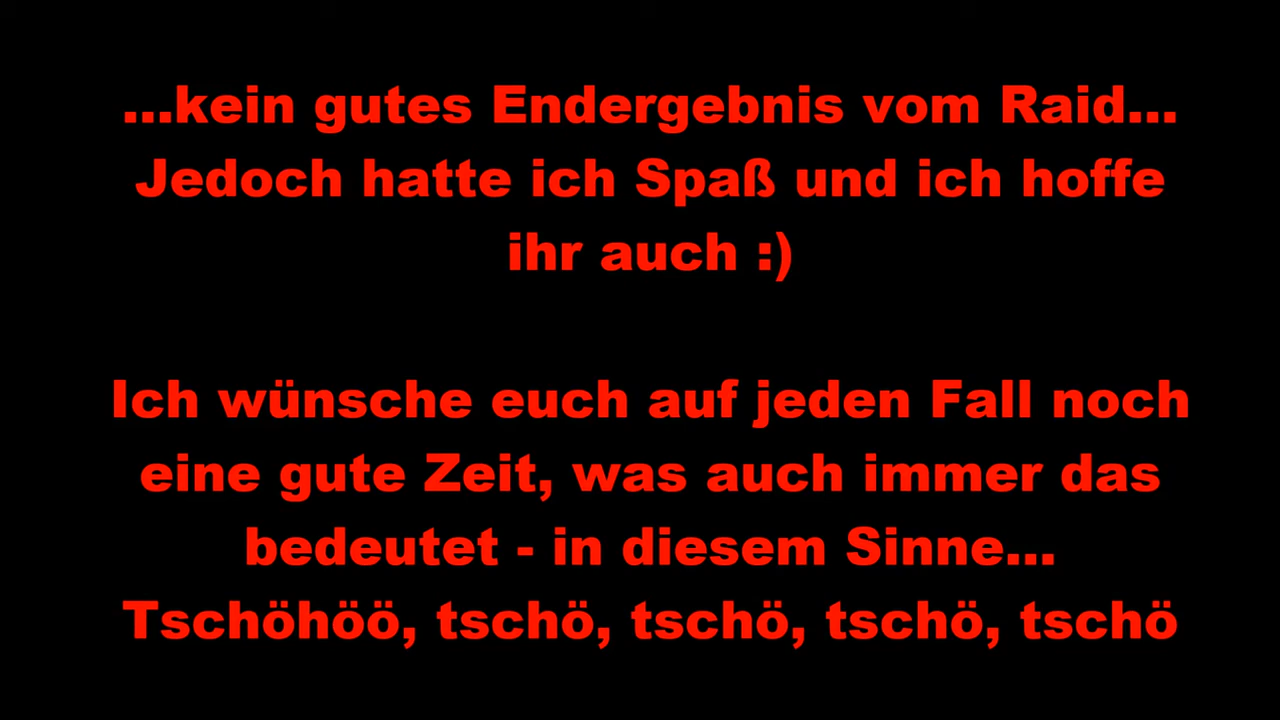 ...kein gutes Endergebnis vom Raid...
Jedoch hatte ich Spaß und ich hoffe
ihr auch :)
Ich wünsche euch auf jeden Fall noch
eine gute Zeit, was auch immer das
bedeutet - in diesem Sinne...
Tschöhöö, tschö, tschö, tschö, tschö